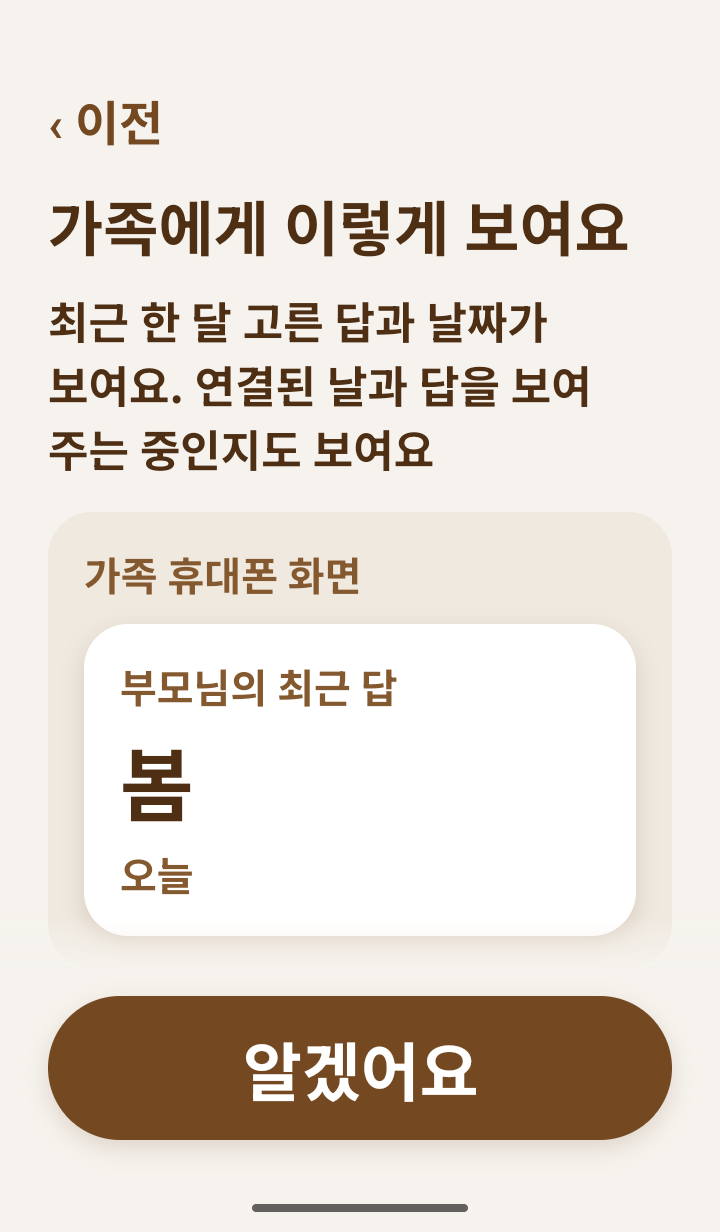 ‹ 이전
가족에게 이렇게 보여요
최근 한 달 고른 답과 날짜가
보여요. 연결된 날과 답을 보여
주는 중인지도 보여요
가족 휴대폰 화면
부모님의 최근 답
봄
오늘
알겠어요